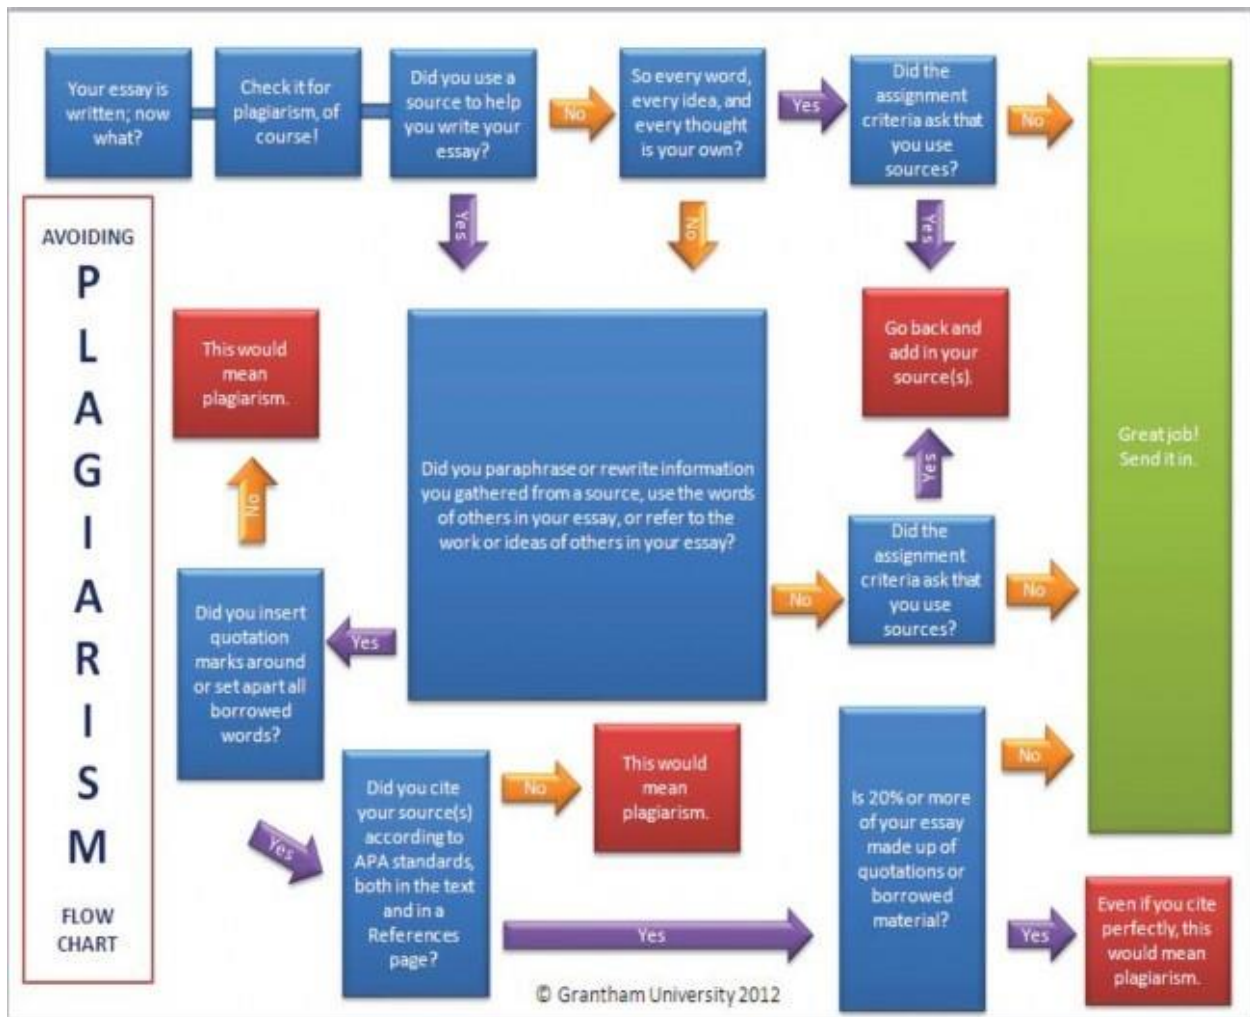 Your essay is
written; now
what?
Check it for
plagiarism, of
course!
Did you use a
source to help
you write your
essay?
No
So every word,
every idea, and
every thought
is your own?
Yes
Did the
assignment
criteria ask that
you use
sources?
No
Yes
No
Yes
AVOIDING
P
L
A
G
I
A
R
I
S
M
FLOW
CHART
This would
mean
plagiarism.
Go back and
add in your
source(s).
Great job!
Send it in.
No
Did you paraphrase or rewrite information
you gathered from a source, use the words
of others in your essay, or refer to the
work or ideas of others in your essay?
Yes
No
Did the
assignment
criteria ask that
you use
sources?
No
Yes
Did you insert
quotation
marks around
or set apart all
borrowed
words?
Yes
Did you cite
your source(s)
according to
APA standards,
both in the text
and in a
References
page?
No
This would
mean
plagiarism.
Yes
Is 20% or more
of your essay
made up of
quotations or
borrowed
material?
No
Yes
Even if you cite
perfectly, this
would mean
plagiarism.
© Grantham University 2012